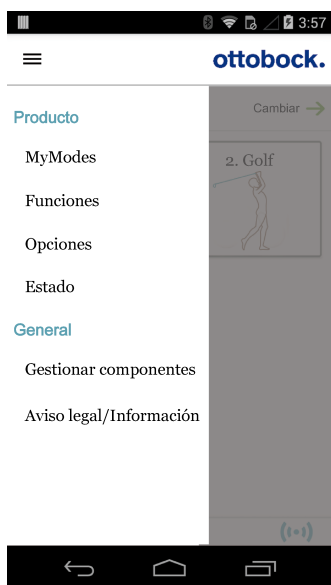 3:57
ottobock.
Producto
Cambiar
MyModes
2. Golf
Funciones
Opciones
Estado
General
Gestionar componentes
Aviso legal/Información